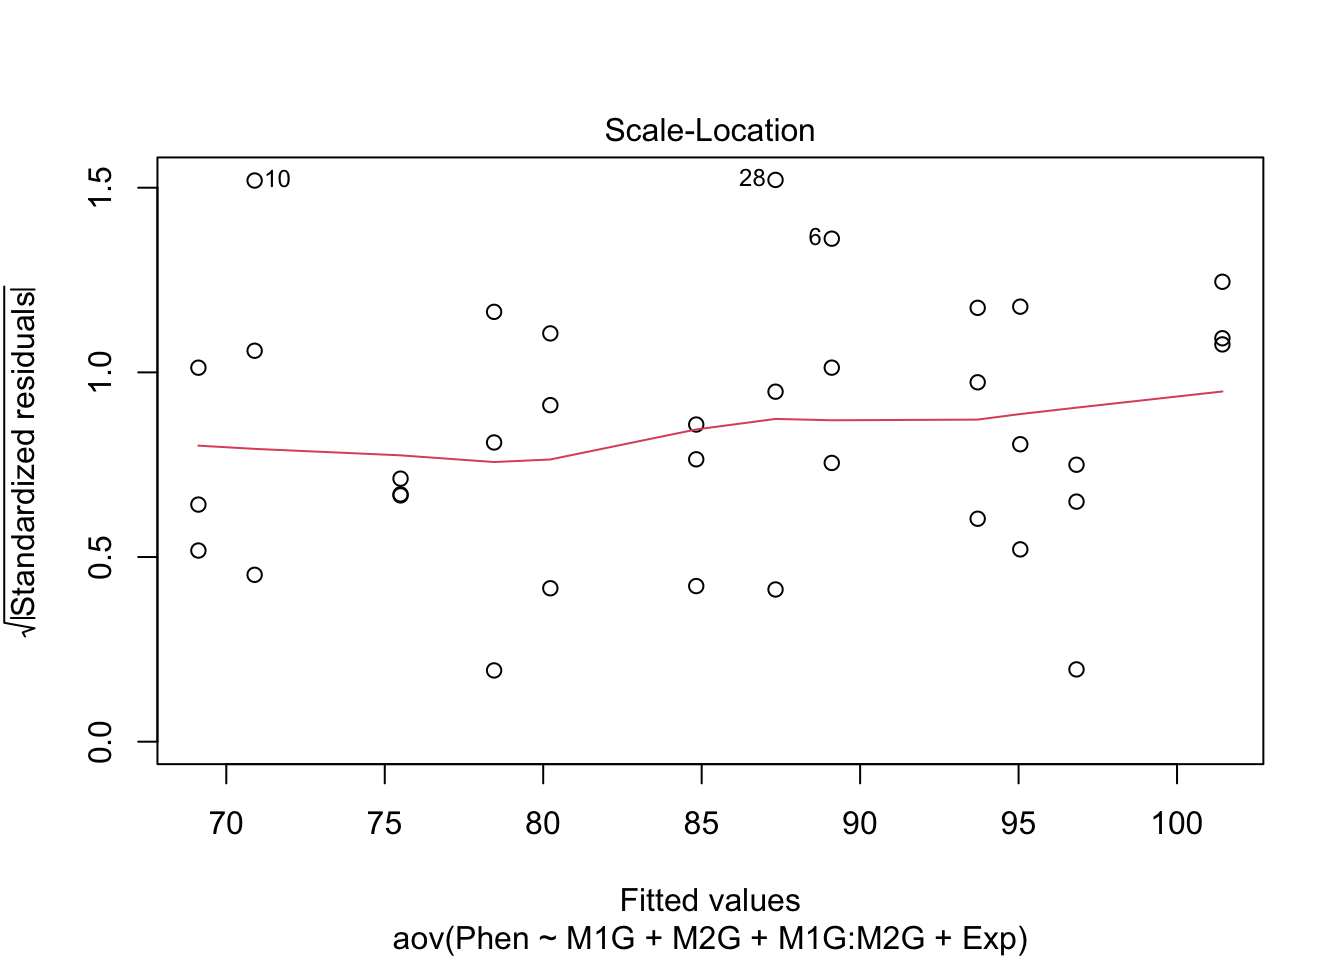 Scale-Location
10
28
6
√|Standardized residuals|
1.5
1.0
0.5
0.0
70 75 80 85 90 95 100
Fitted values
aov(Phen ~ M1G + M2G + M1G:M2G + Exp)